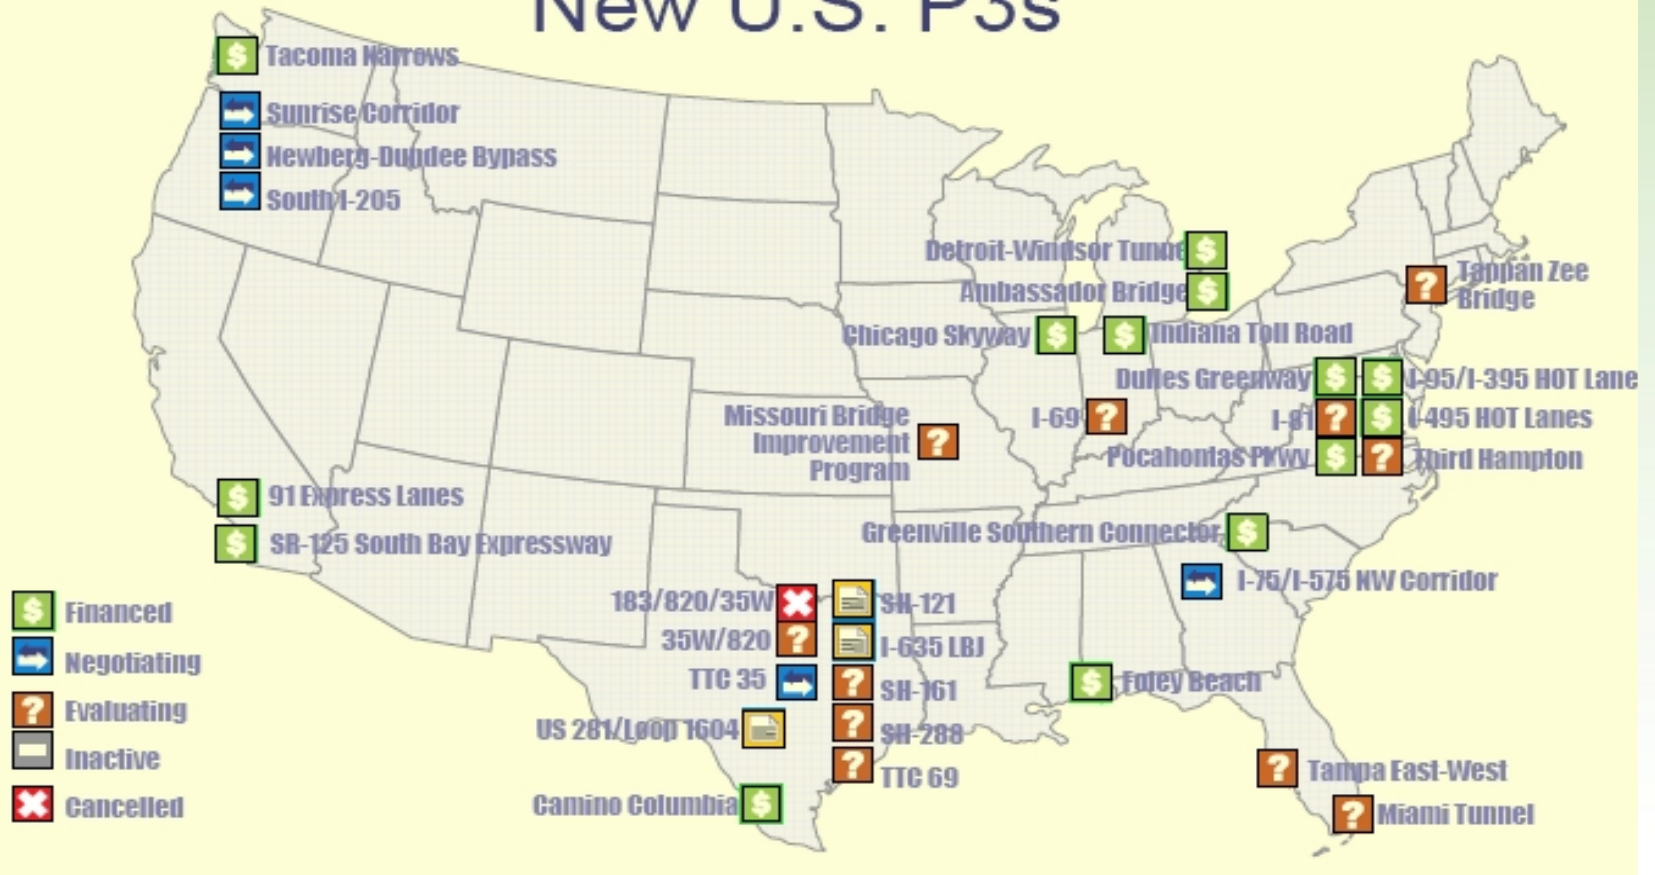 New U.S. P3s
Tacoma Narrows
Sunrise Corridor
Newberg-Dundee Bypass
South I-205
Detroit-Windsor Tunne
Ambassador Bridge
Tappan Zee
Bridge
Chicago Skyway
Indiana Toll Road
Dulles Greenway
I-95/I-395 HOT Lane
Missouri Bridge
Improvement
Program
I-69
I-81
I-495 HOT Lanes
Pocahontas Pkwy
Third Hampton
91 Express Lanes
SR-125 South Bay Expressway
Greenville Southern Connector
I-75/I-575 NW Corridor
183/820/35W
SH-121
35W/820
I-635 LBJ
TTC 35
SH-161
US 281/Loop 1604
SH-288
TTC 69
Camino Columbia
Foley Beach
Tampa East-West
Miami Tunnel
Financed
Negotiating
Evaluating
Inactive
Cancelled